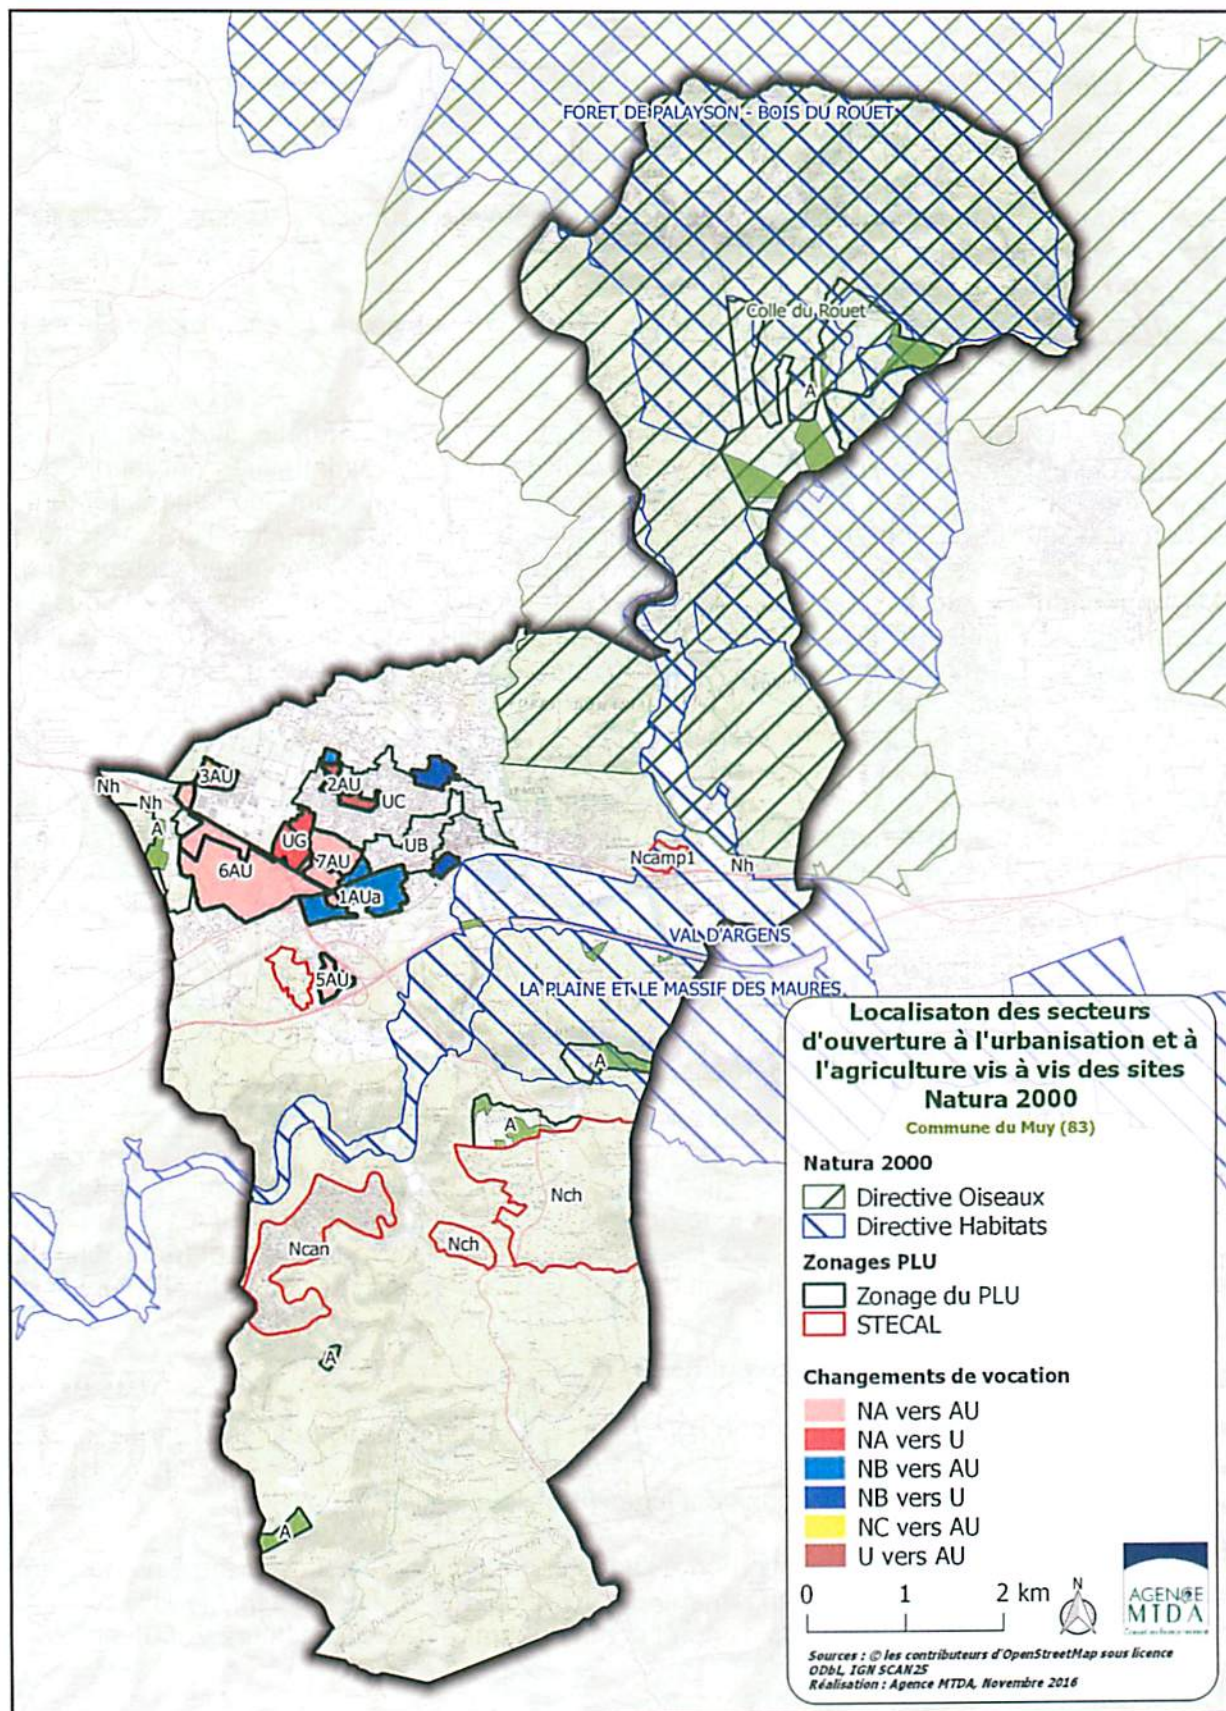 FORET DE PALAYSON - BOIS DU ROUET
Colle du Rouet
A
3AU
Nh
Nh
2AU
UC
A
UG
UB
7AU
6AU
Ncamp1
Nh
1AUa
VAL D'ARGENS
5AU
LA PLAINE ET LE MASSIF DES MAURES
A
A
Nch
Nch
Ncan
A
A
Localisaton des secteurs
d'ouverture à l'urbanisation et à
l'agriculture vis à vis des sites
Natura 2000
Commune du Muy (83)
Natura 2000
Directive Oiseaux
Directive Habitats
Zonages PLU
Zonage du PLU
STECAL
Changements de vocation
NA vers AU
NA vers U
NB vers AU
NB vers U
NC vers AU
U vers AU
0 1 2 km
N
AGENCE
MTDA
Sources : © les contributeurs d'OpenStreetMap sous licence
ODbL, IGN SCAN25
Réalisation : Agence MTDA, Novembre 2016